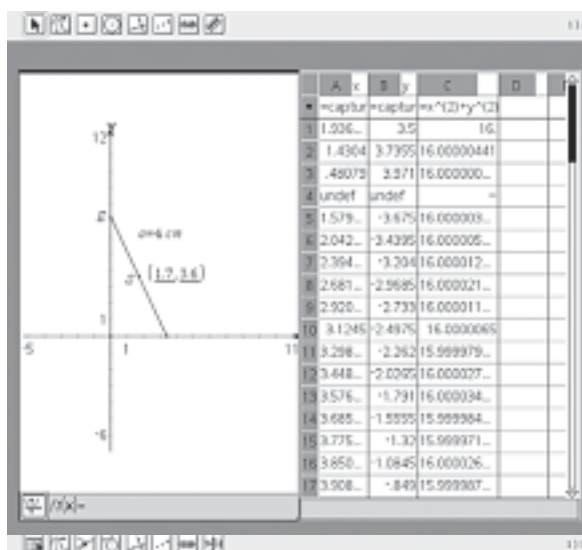 12
a=6 cm
(1.7,3.6)
1
-5
1
11
-6
A x B y C D
=captur =captur =x^(2)+y^(2)
1 1.936... 3.5 16.
2 1.4304 3.7355 16.00000441
3 .48079 3.971 16.000000...
4 undef undef
5 1.579... -3.675 16.000003...
6 2.042... -3.4395 16.000005...
7 2.394... -3.204 16.000012...
8 2.681... -2.9685 16.000021...
9 2.920... -2.733 16.000011...
10 3.1245 -2.4975 16.0000065
11 3.298... -2.262 15.999979...
12 3.448... -2.0265 16.000027...
13 3.576... -1.791 16.000034...
14 3.685... -1.5555 15.999984...
15 3.775... -1.32 15.999971...
16 3.850... -1.0845 16.000026...
17 3.908... -.849 15.999987...